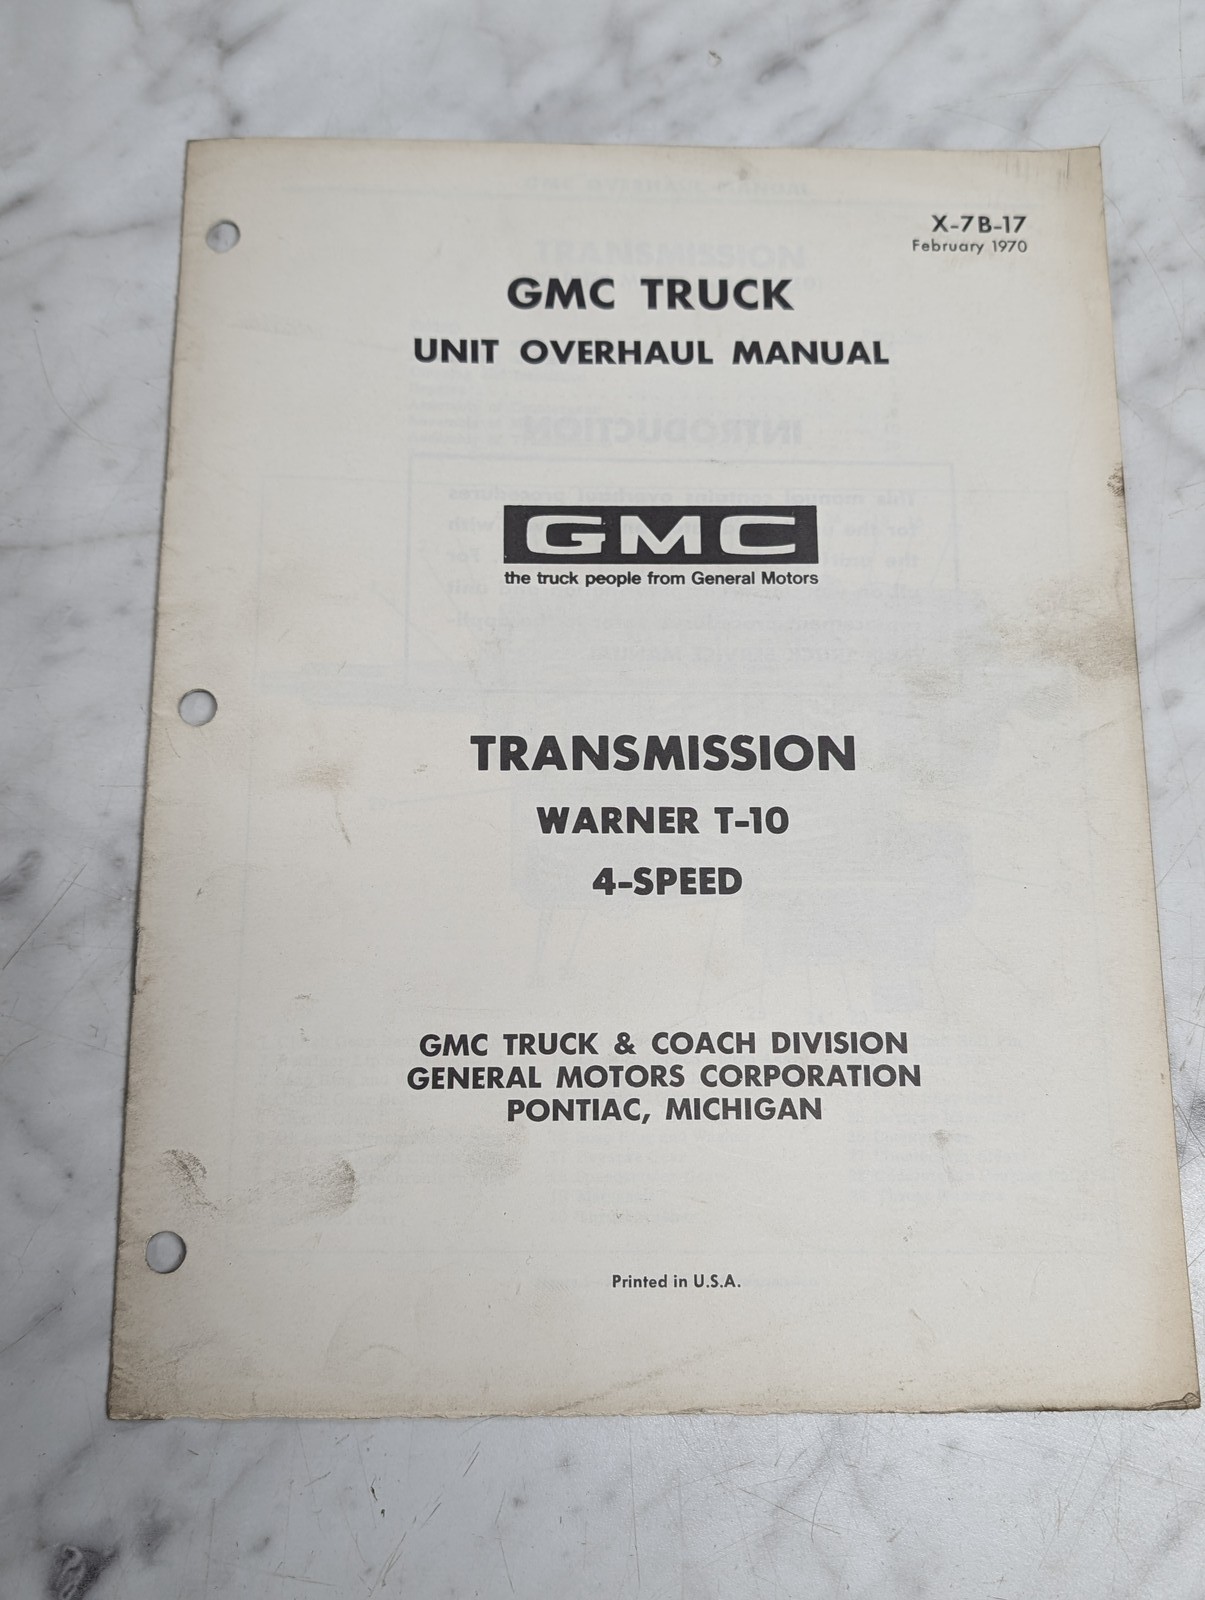 X-7B-17
February 1970
GMC TRUCK
UNIT OVERHAUL MANUAL
GMC
the truck people from General Motors
TRANSMISSION
WARNER T-10
4-SPEED
GMC TRUCK & COACH DIVISION
GENERAL MOTORS CORPORATION
PONTIAC, MICHIGAN
Printed in U.S.A.